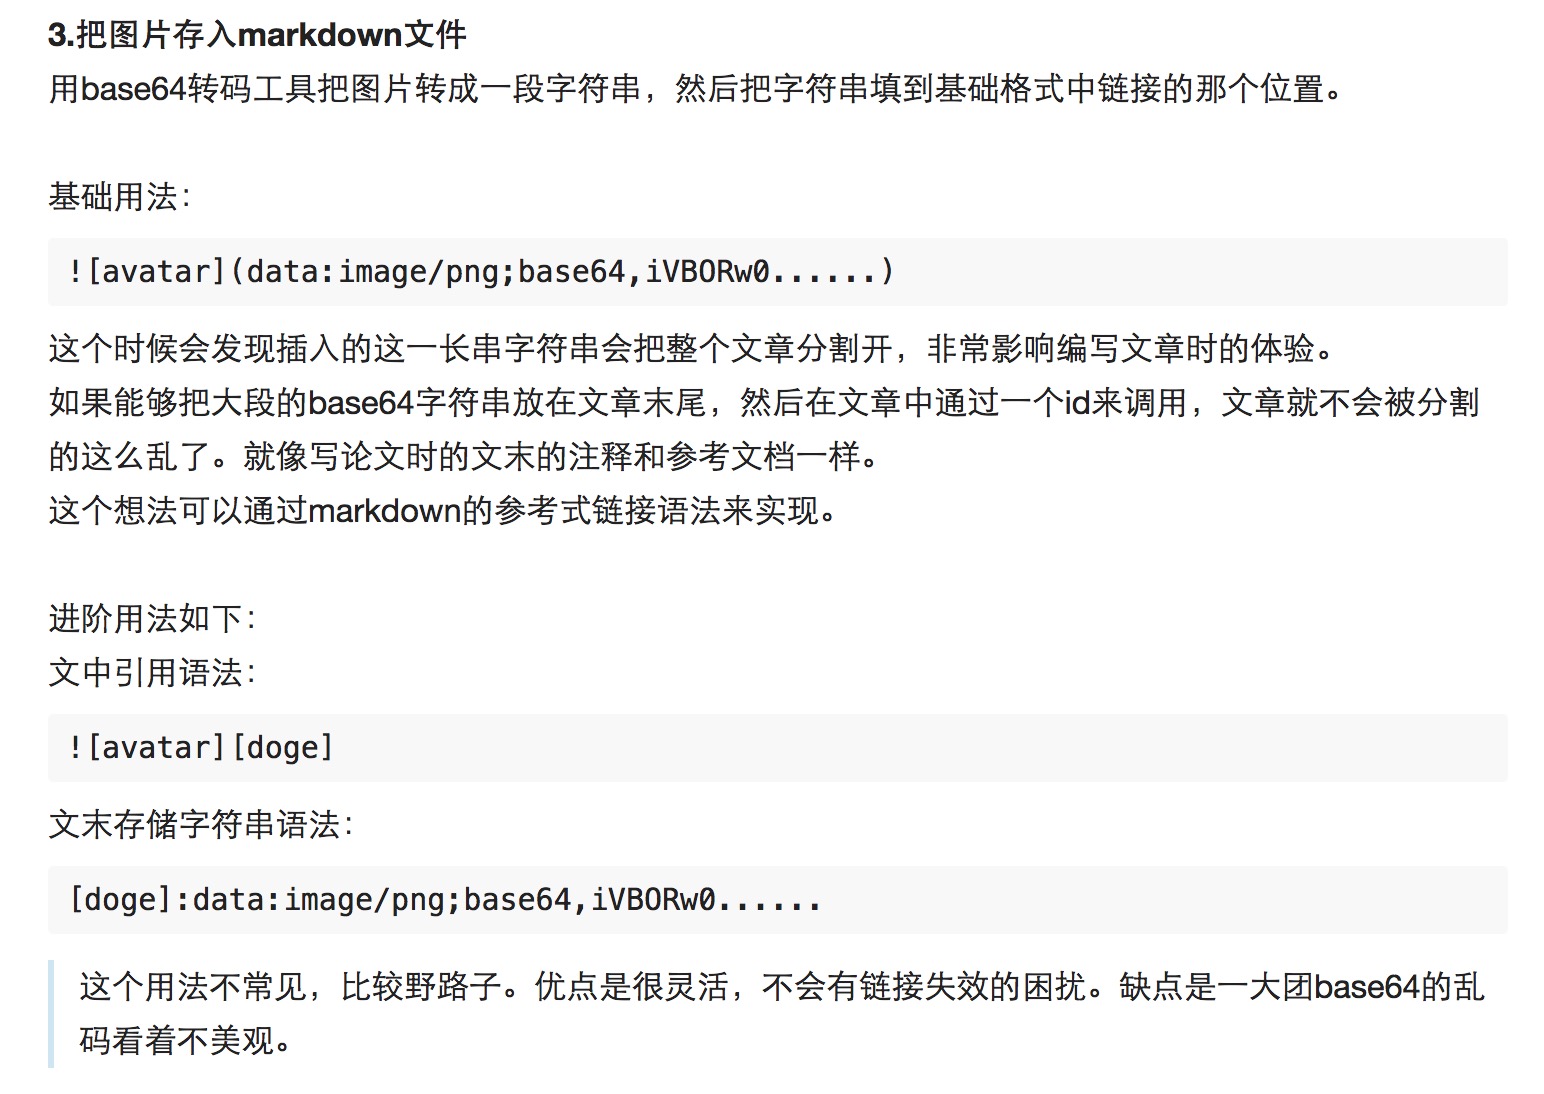 3.把图片存入markdown文件
用base64转码工具把图片转成一段字符串，然后把字符串填到基础格式中链接的那个位置。
基础用法：
![avatar](data:image/png;base64,iVBORw0......)
这个时候会发现插入的这一长串字符串会把整个文章分割开，非常影响编写文章时的体验。
如果能够把大段的base64字符串放在文章末尾，然后在文章中通过一个id来调用，文章就不会被分割
的这么乱了。就像写论文时的文末的注释和参考文档一样。
这个想法可以通过markdown的参考式链接语法来实现。
进阶用法如下：
文中引用语法：
![avatar][doge]
文末存储字符串语法：
[doge]:data:image/png;base64,iVBORw0......
这个用法不常见，比较野路子。优点是很灵活，不会有链接失效的困扰。缺点是一大团base64的乱
码看着不美观。